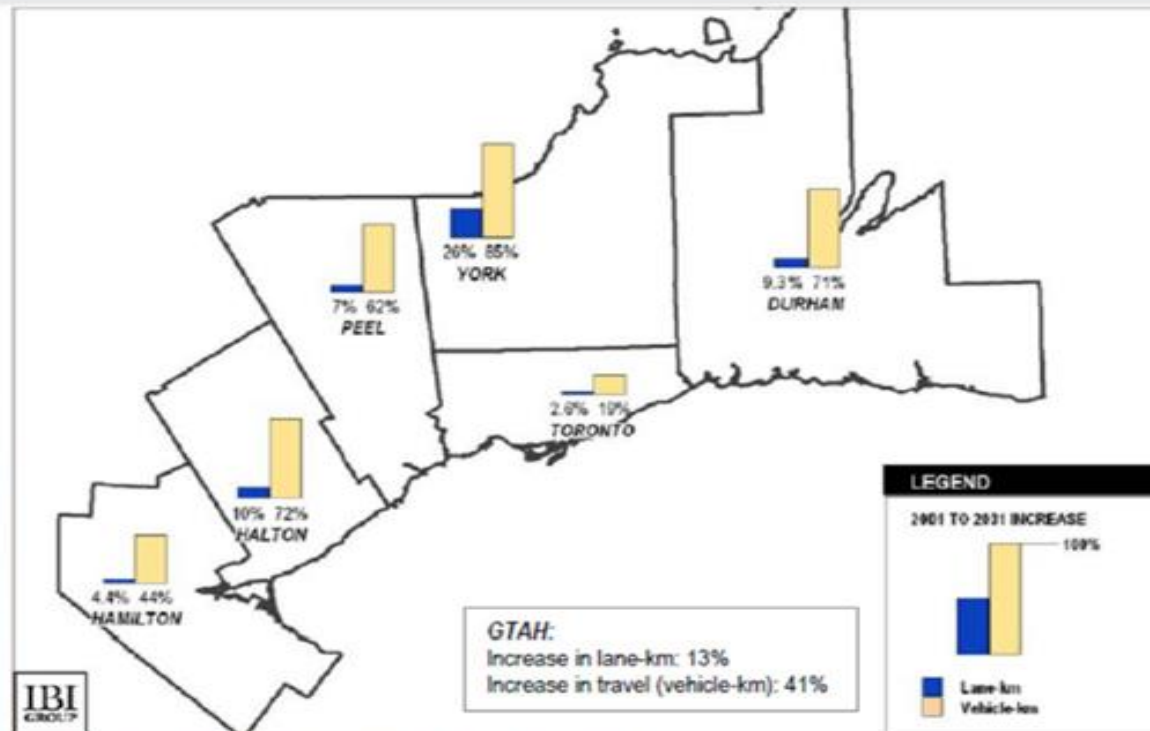 26% 85%
YORK
9.3% 71%
DURHAM
7% 62%
PEEL
2.6% 19%
TORONTO
10% 72%
HALTON
4.4% 44%
HAMILTON
LEGEND
2001 TO 2031 INCREASE
100%
Lane-km
Vehicle-km
GTAH:
Increase in lane-km: 13%
Increase in travel (vehicle-km): 41%
IBI
GROUP